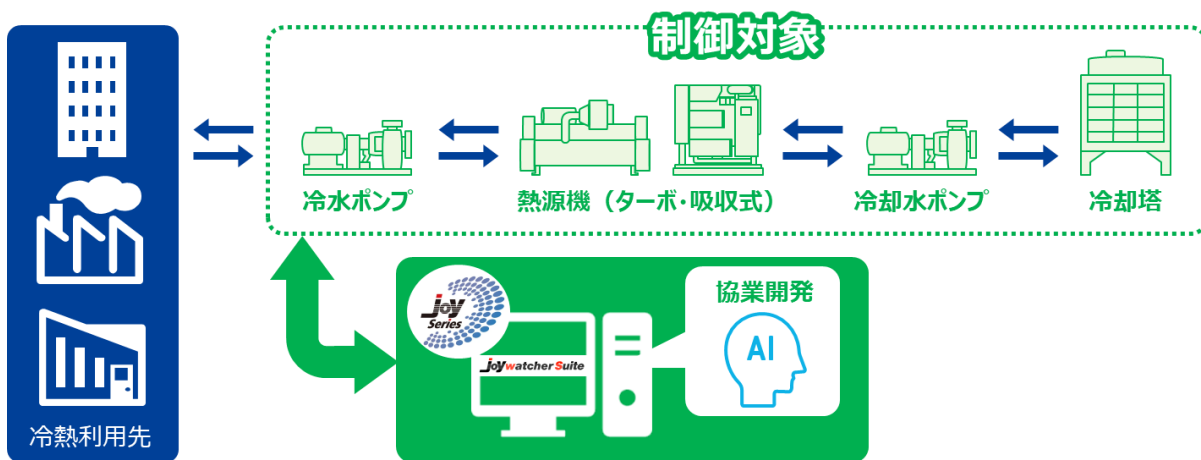 制御対象
冷水ポンプ
熱源機（ターボ・吸収式）
冷却水ポンプ
冷却塔
冷熱利用先
joy
Series
joywatcherSuite
協業開発
AI